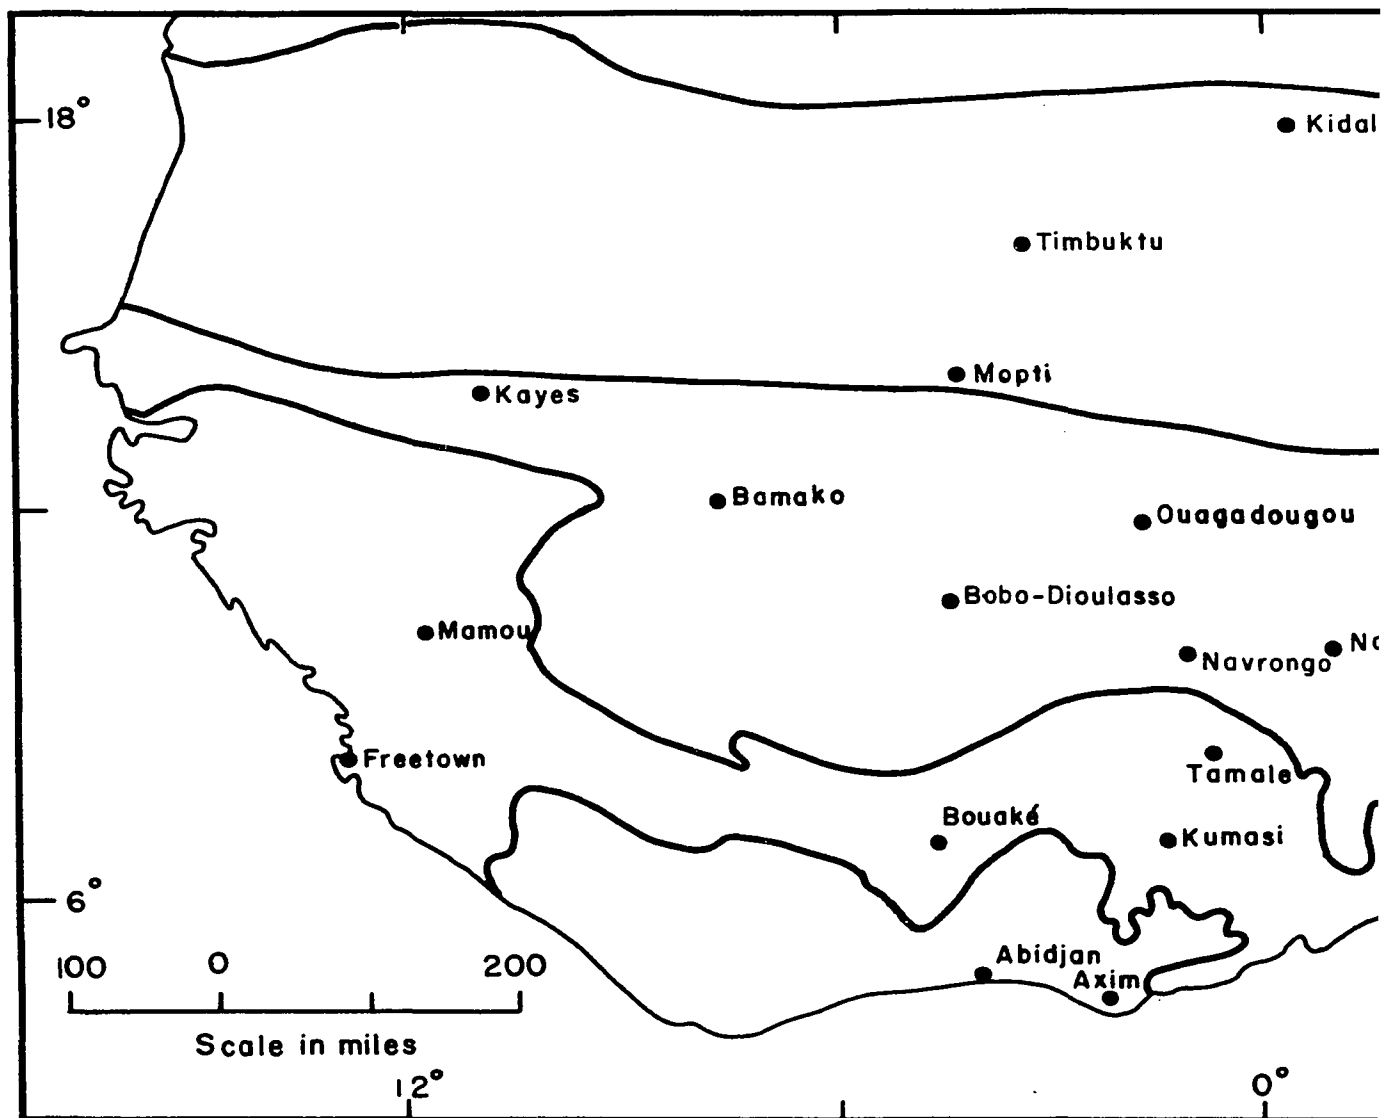 18°
Kidal
Timbuktu
Mopti
Kayes
Bamako
Ouagadougou
Bobo-Dioulasso
Mamou
Navrongo
Freetown
Tamale
Bouaké
Kumasi
6°
Abidjan
Axim
100 0 200
Scale in miles
12° 0°